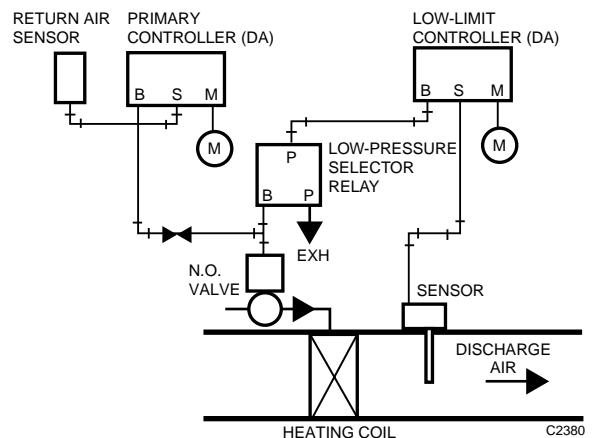 RETURN AIR
SENSOR
PRIMARY
CONTROLLER (DA)
LOW-LIMIT
CONTROLLER (DA)
B S M
B S M
M
M
P
LOW-PRESSURE
SELECTOR
RELAY
B P
EXH
N.O.
VALVE
SENSOR
DISCHARGE
AIR
HEATING COIL
C2380